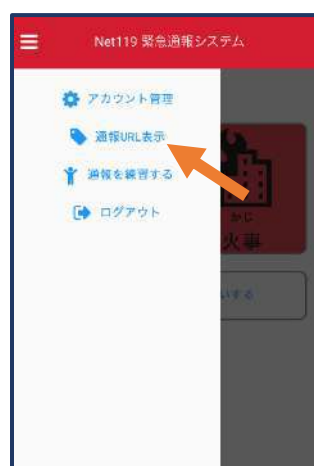 Net119 緊急通報システム
アカウント管理
通報URL表示
通報を練習する
ログアウト
かじ
火事
いする